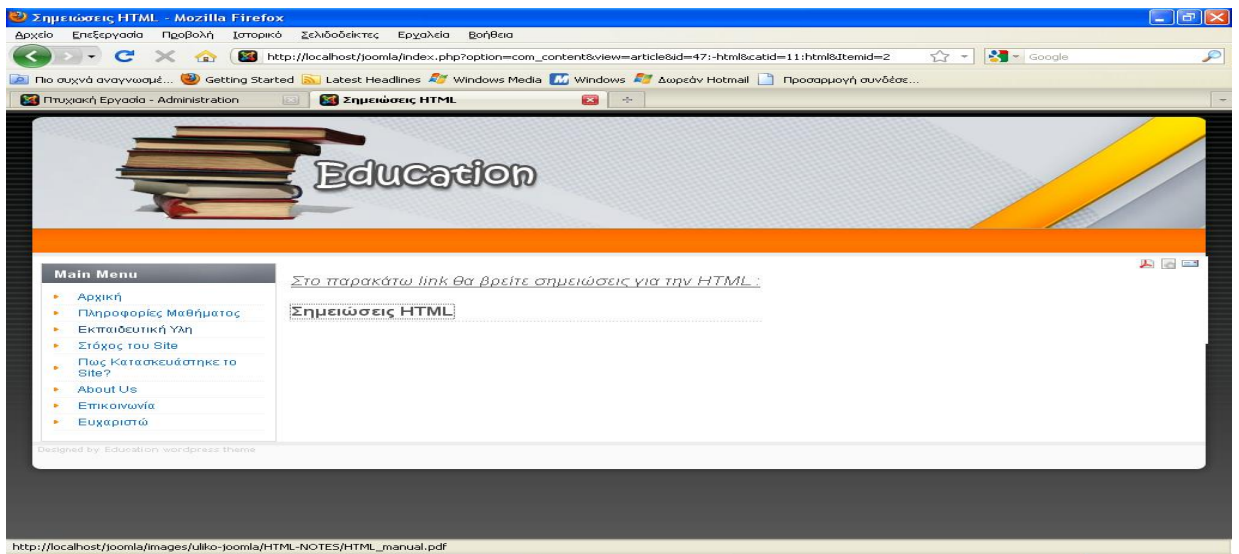 Σημειώσεις HTML - Mozilla Firefox
Αρχείο Επεξεργασία Προβολή Ιστορικό Σελιδοδείκτες Εργαλεία Βοήθεια
http://localhost/joomla/index.php?option=com_content&view=article&id=47:-html&catid=11:html&Itemid=2
Google
Πιο συχνά αναγνωσμέ... Getting Started Latest Headlines Windows Media Windows Δωρεάν Hotmail Προσαρμογή συνδέσε...
Πτυχιακή Εργασία - Administration
Σημειώσεις HTML
Education
Main Menu
Αρχική
Πληροφορίες Μαθήματος
Εκπαιδευτική Υλη
Στόχος του Site
Πως Κατασκευάστηκε το
Site?
About Us
Επικοινωνία
Ευχαριστώ
Στο παρακάτω link θα βρείτε σημειώσεις για την HTML :
Σημειώσεις HTML
Designed by Education wordpress theme
http://localhost/joomla/images/uliko-joomla/HTML-NOTES/HTML_manual.pdf